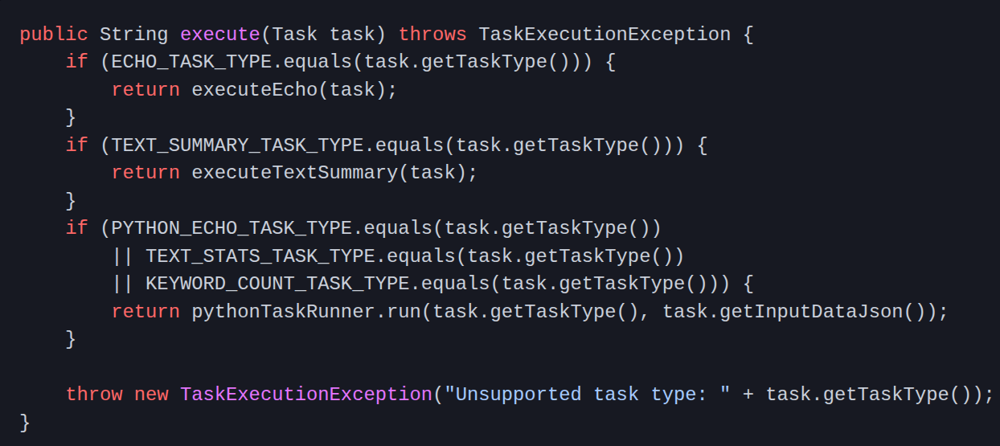 public String execute(Task task) throws TaskExecutionException {
    if (ECHO_TASK_TYPE.equals(task.getTaskType())) {
        return executeEcho(task);
    }
    if (TEXT_SUMMARY_TASK_TYPE.equals(task.getTaskType())) {
        return executeTextSummary(task);
    }
    if (PYTHON_ECHO_TASK_TYPE.equals(task.getTaskType())
        || TEXT_STATS_TASK_TYPE.equals(task.getTaskType())
        || KEYWORD_COUNT_TASK_TYPE.equals(task.getTaskType())) {
        return pythonTaskRunner.run(task.getTaskType(), task.getInputDataJson());
    }

    throw new TaskExecutionException("Unsupported task type: " + task.getTaskType());
}